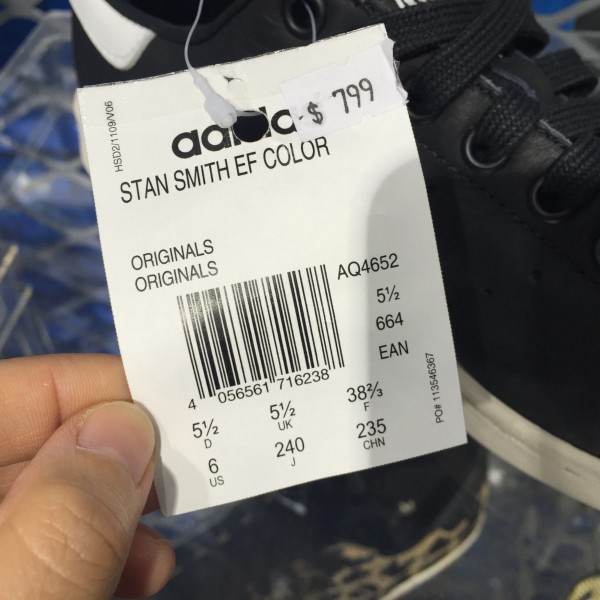 $ 799
adidas
HSD2/1109/V06
STAN SMITH EF COLOR
ORIGINALS
ORIGINALS
AQ4652
5½
664
EAN
4 056561 716238
5½ D
5½ UK
38⅔ F
6 US
240 J
235 CHN
PO# 113546367